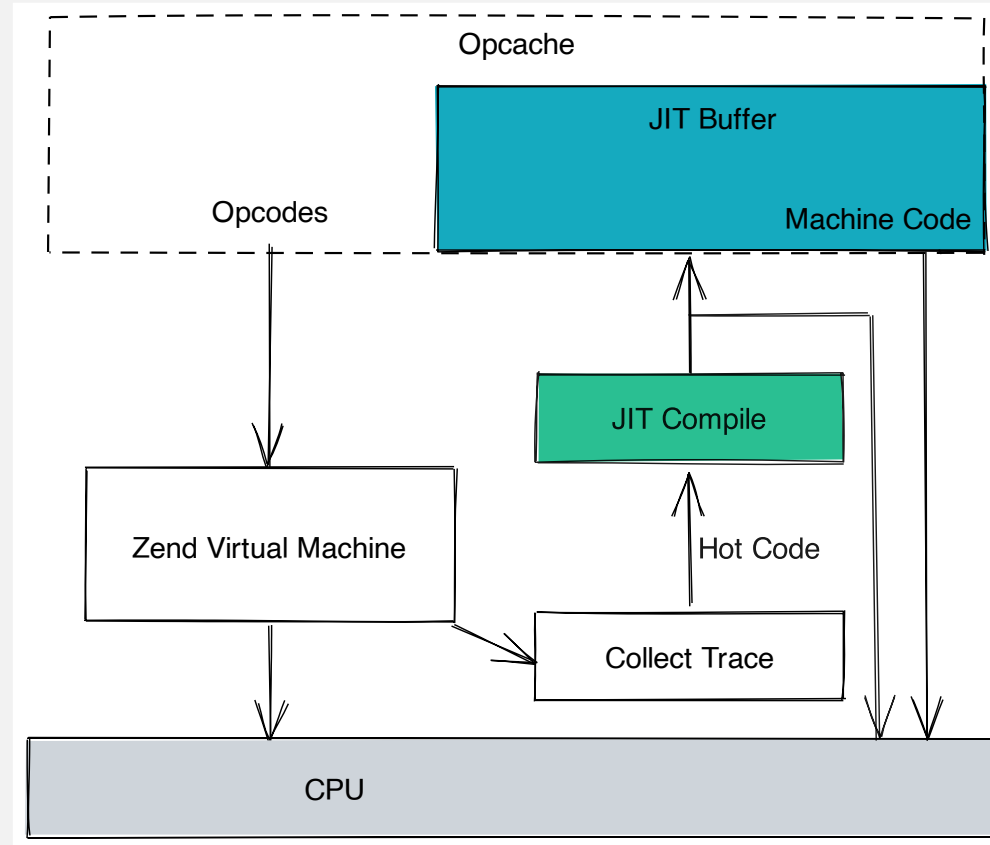 Opcache
JIT Buffer
Opcodes
Machine Code
JIT Compile
Zend Virtual Machine
Hot Code
Collect Trace
CPU